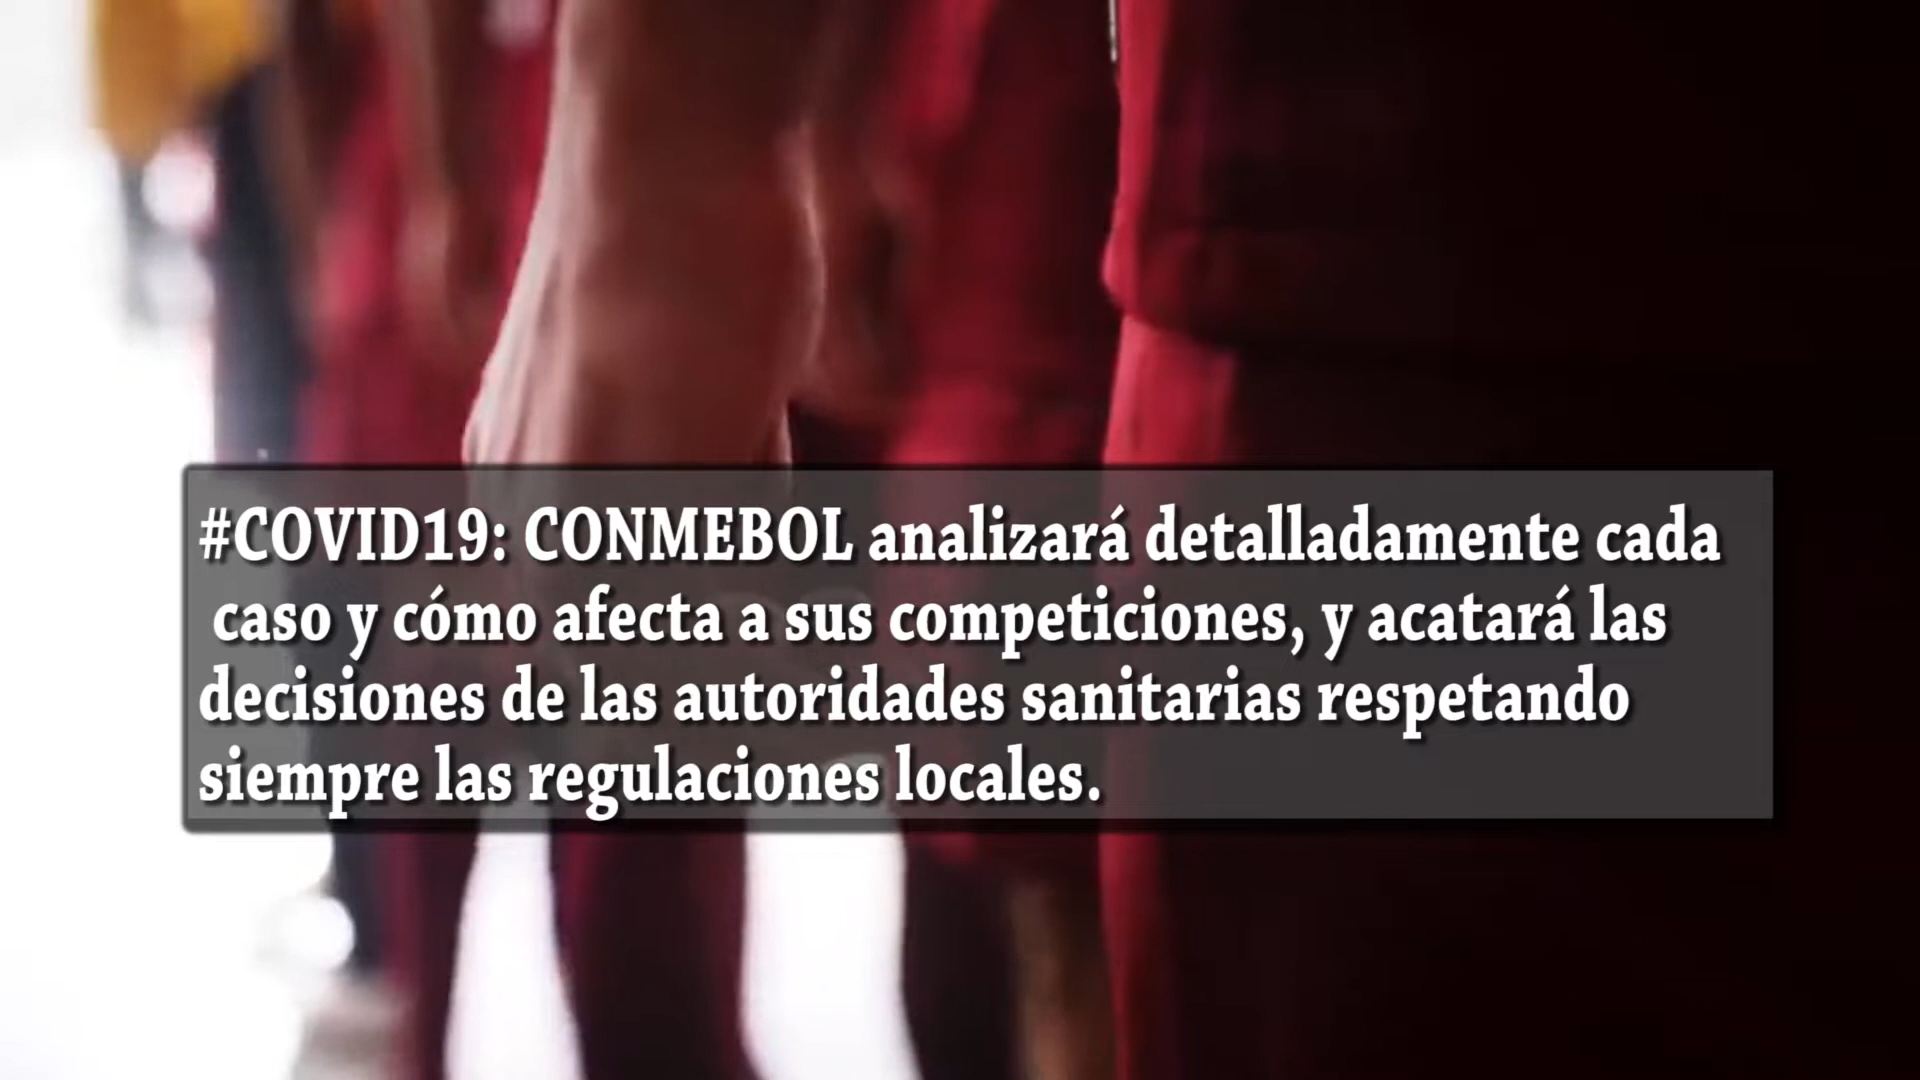 #COVID19: CONMEBOL analizará detalladamente cada
caso y cómo afecta a sus competiciones, y acatará las
decisiones de las autoridades sanitarias respetando
siempre las regulaciones locales.